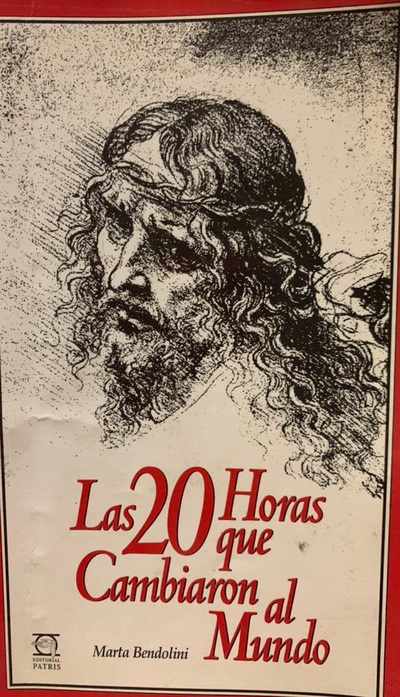 Las 20 Horas
que
Cambiaron
al
Mundo
Marta Bendolini
EDITORIAL
PATRIS